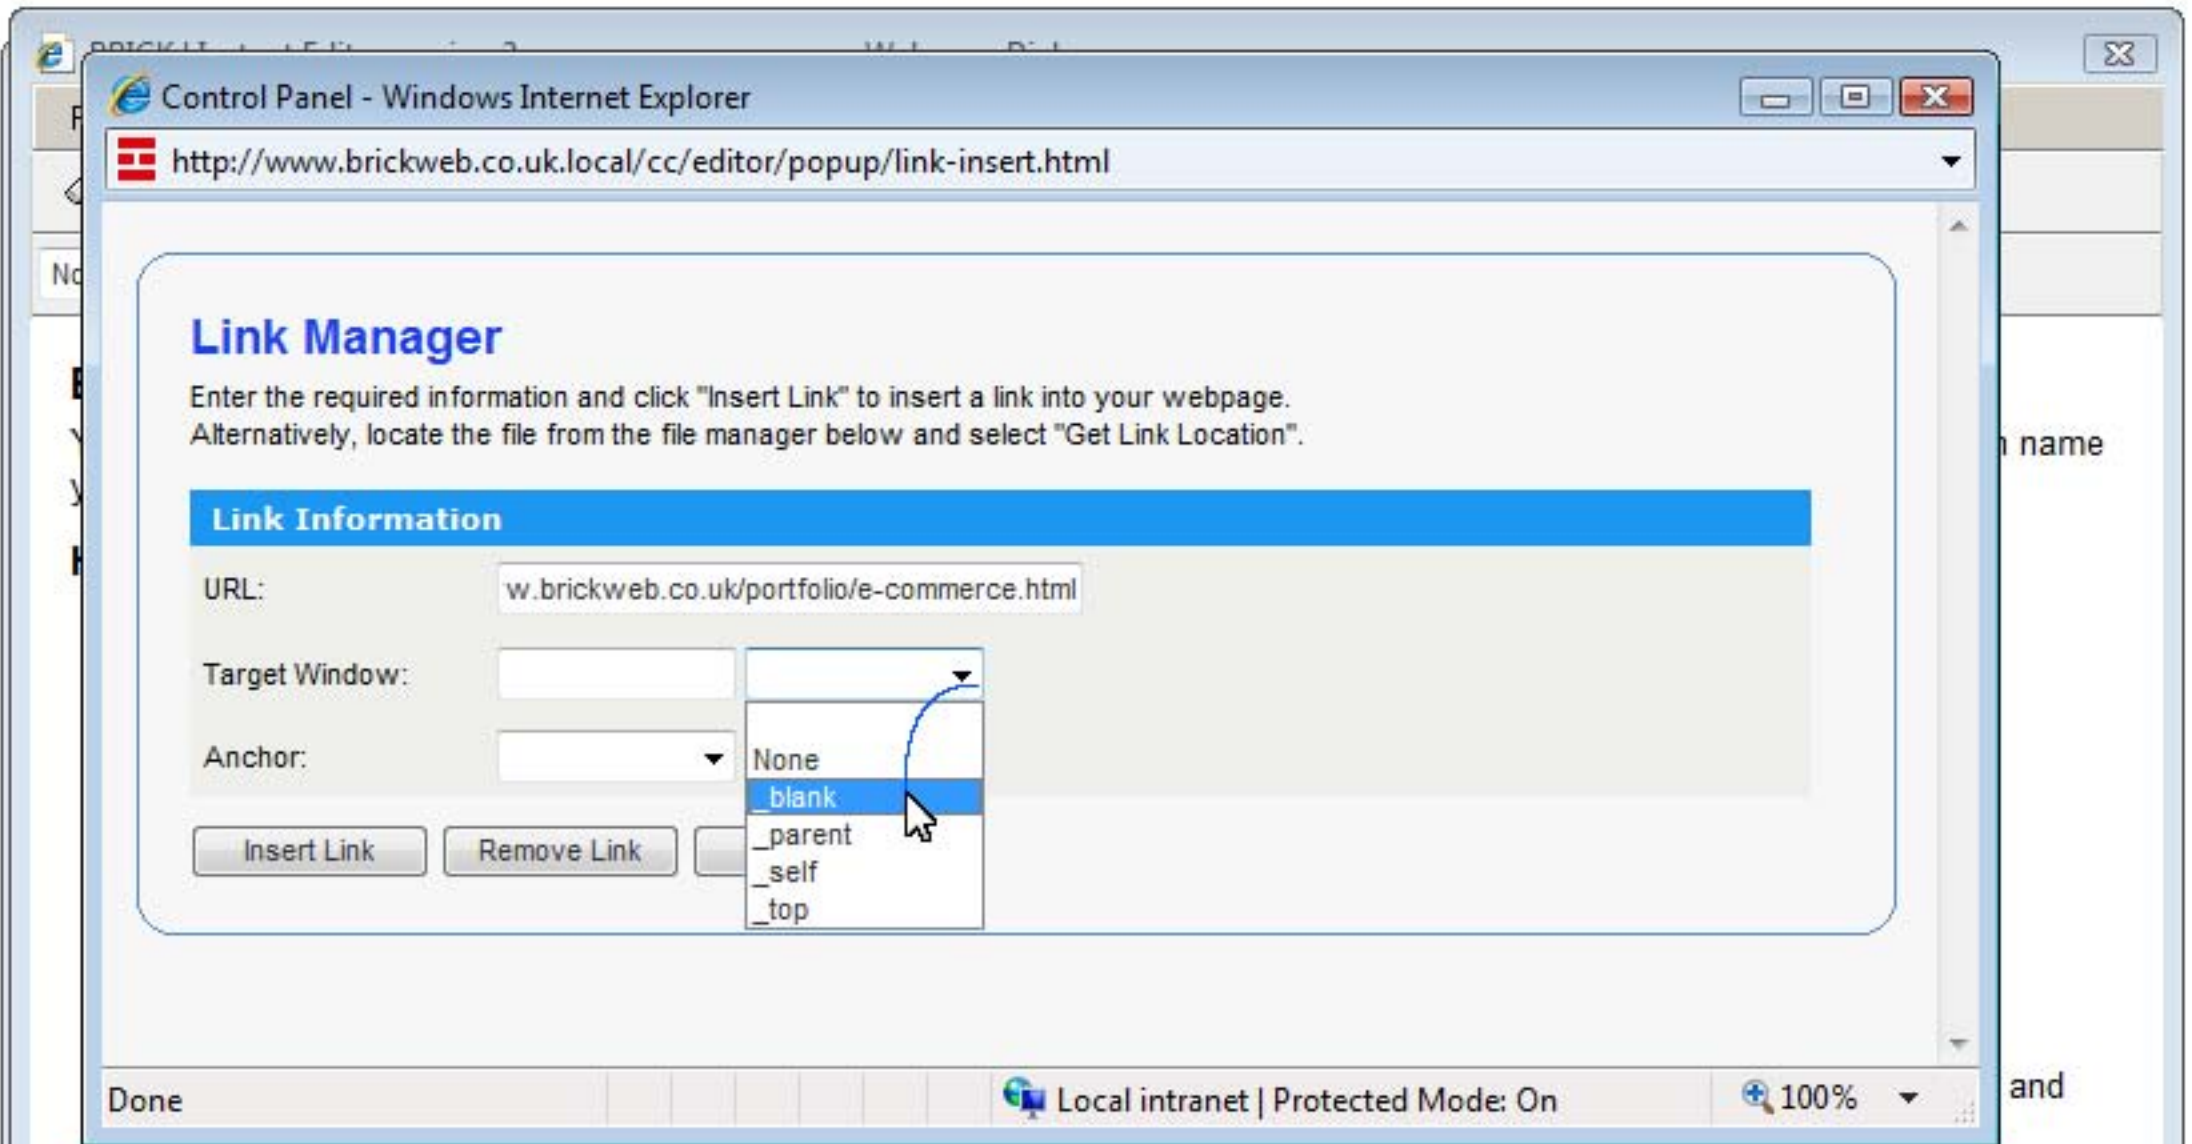 Control Panel - Windows Internet Explorer
http://www.brickweb.co.uk.local/cc/editor/popup/link-insert.html
Link Manager
Enter the required information and click "Insert Link" to insert a link into your webpage.
Alternatively, locate the file from the file manager below and select "Get Link Location".
name
Link Information
URL:
w.brickweb.co.uk/portfolio/e-commerce.html
Target Window:
Anchor:
None
_blank
_parent
_self
_top
Insert Link
Remove Link
and
Done
Local intranet | Protected Mode: On
100%